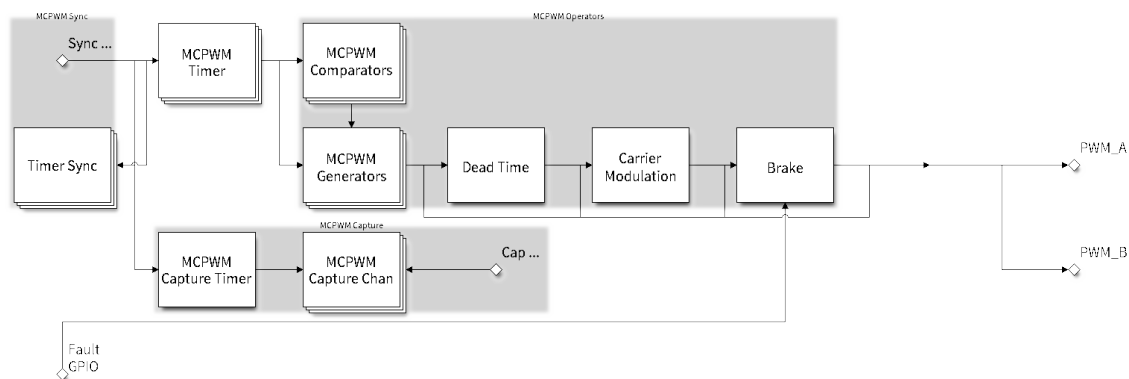 MCPWM Sync
MCPWM Operators
Sync ...
MCPWM
Timer
MCPWM
Comparators
Timer Sync
MCPWM
Generators
Dead Time
Carrier
Modulation
Brake
PWM_A
MCPWM Capture
MCPWM
Capture Timer
MCPWM
Capture Chan
Cap ...
PWM_B
Fault
GPIO